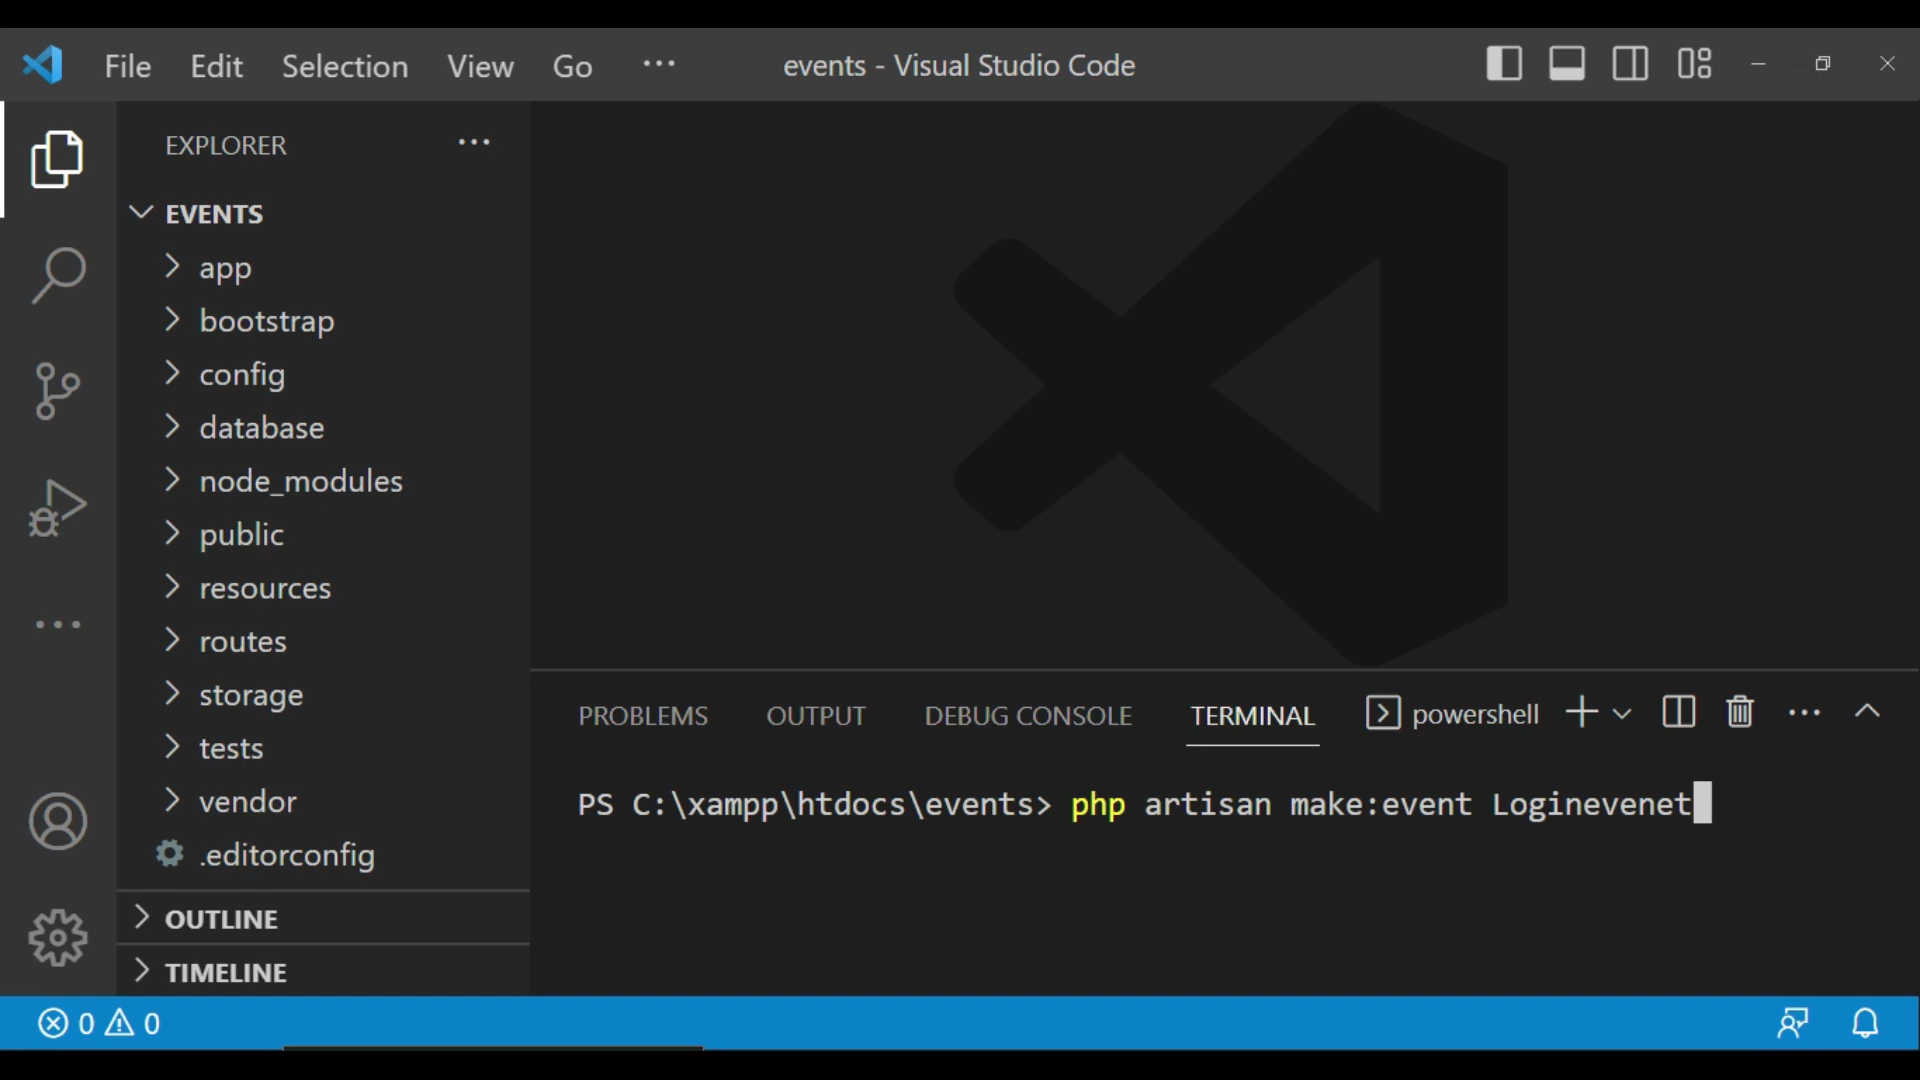 File Edit Selection View Go ··· events - Visual Studio Code
EXPLORER ···
EVENTS
app
bootstrap
config
database
node_modules
public
resources
routes
storage
tests
vendor
.editorconfig
OUTLINE
TIMELINE
PROBLEMS OUTPUT DEBUG CONSOLE TERMINAL powershell
PS C:\xampp\htdocs\events> php artisan make:event Loginevenet
0 0